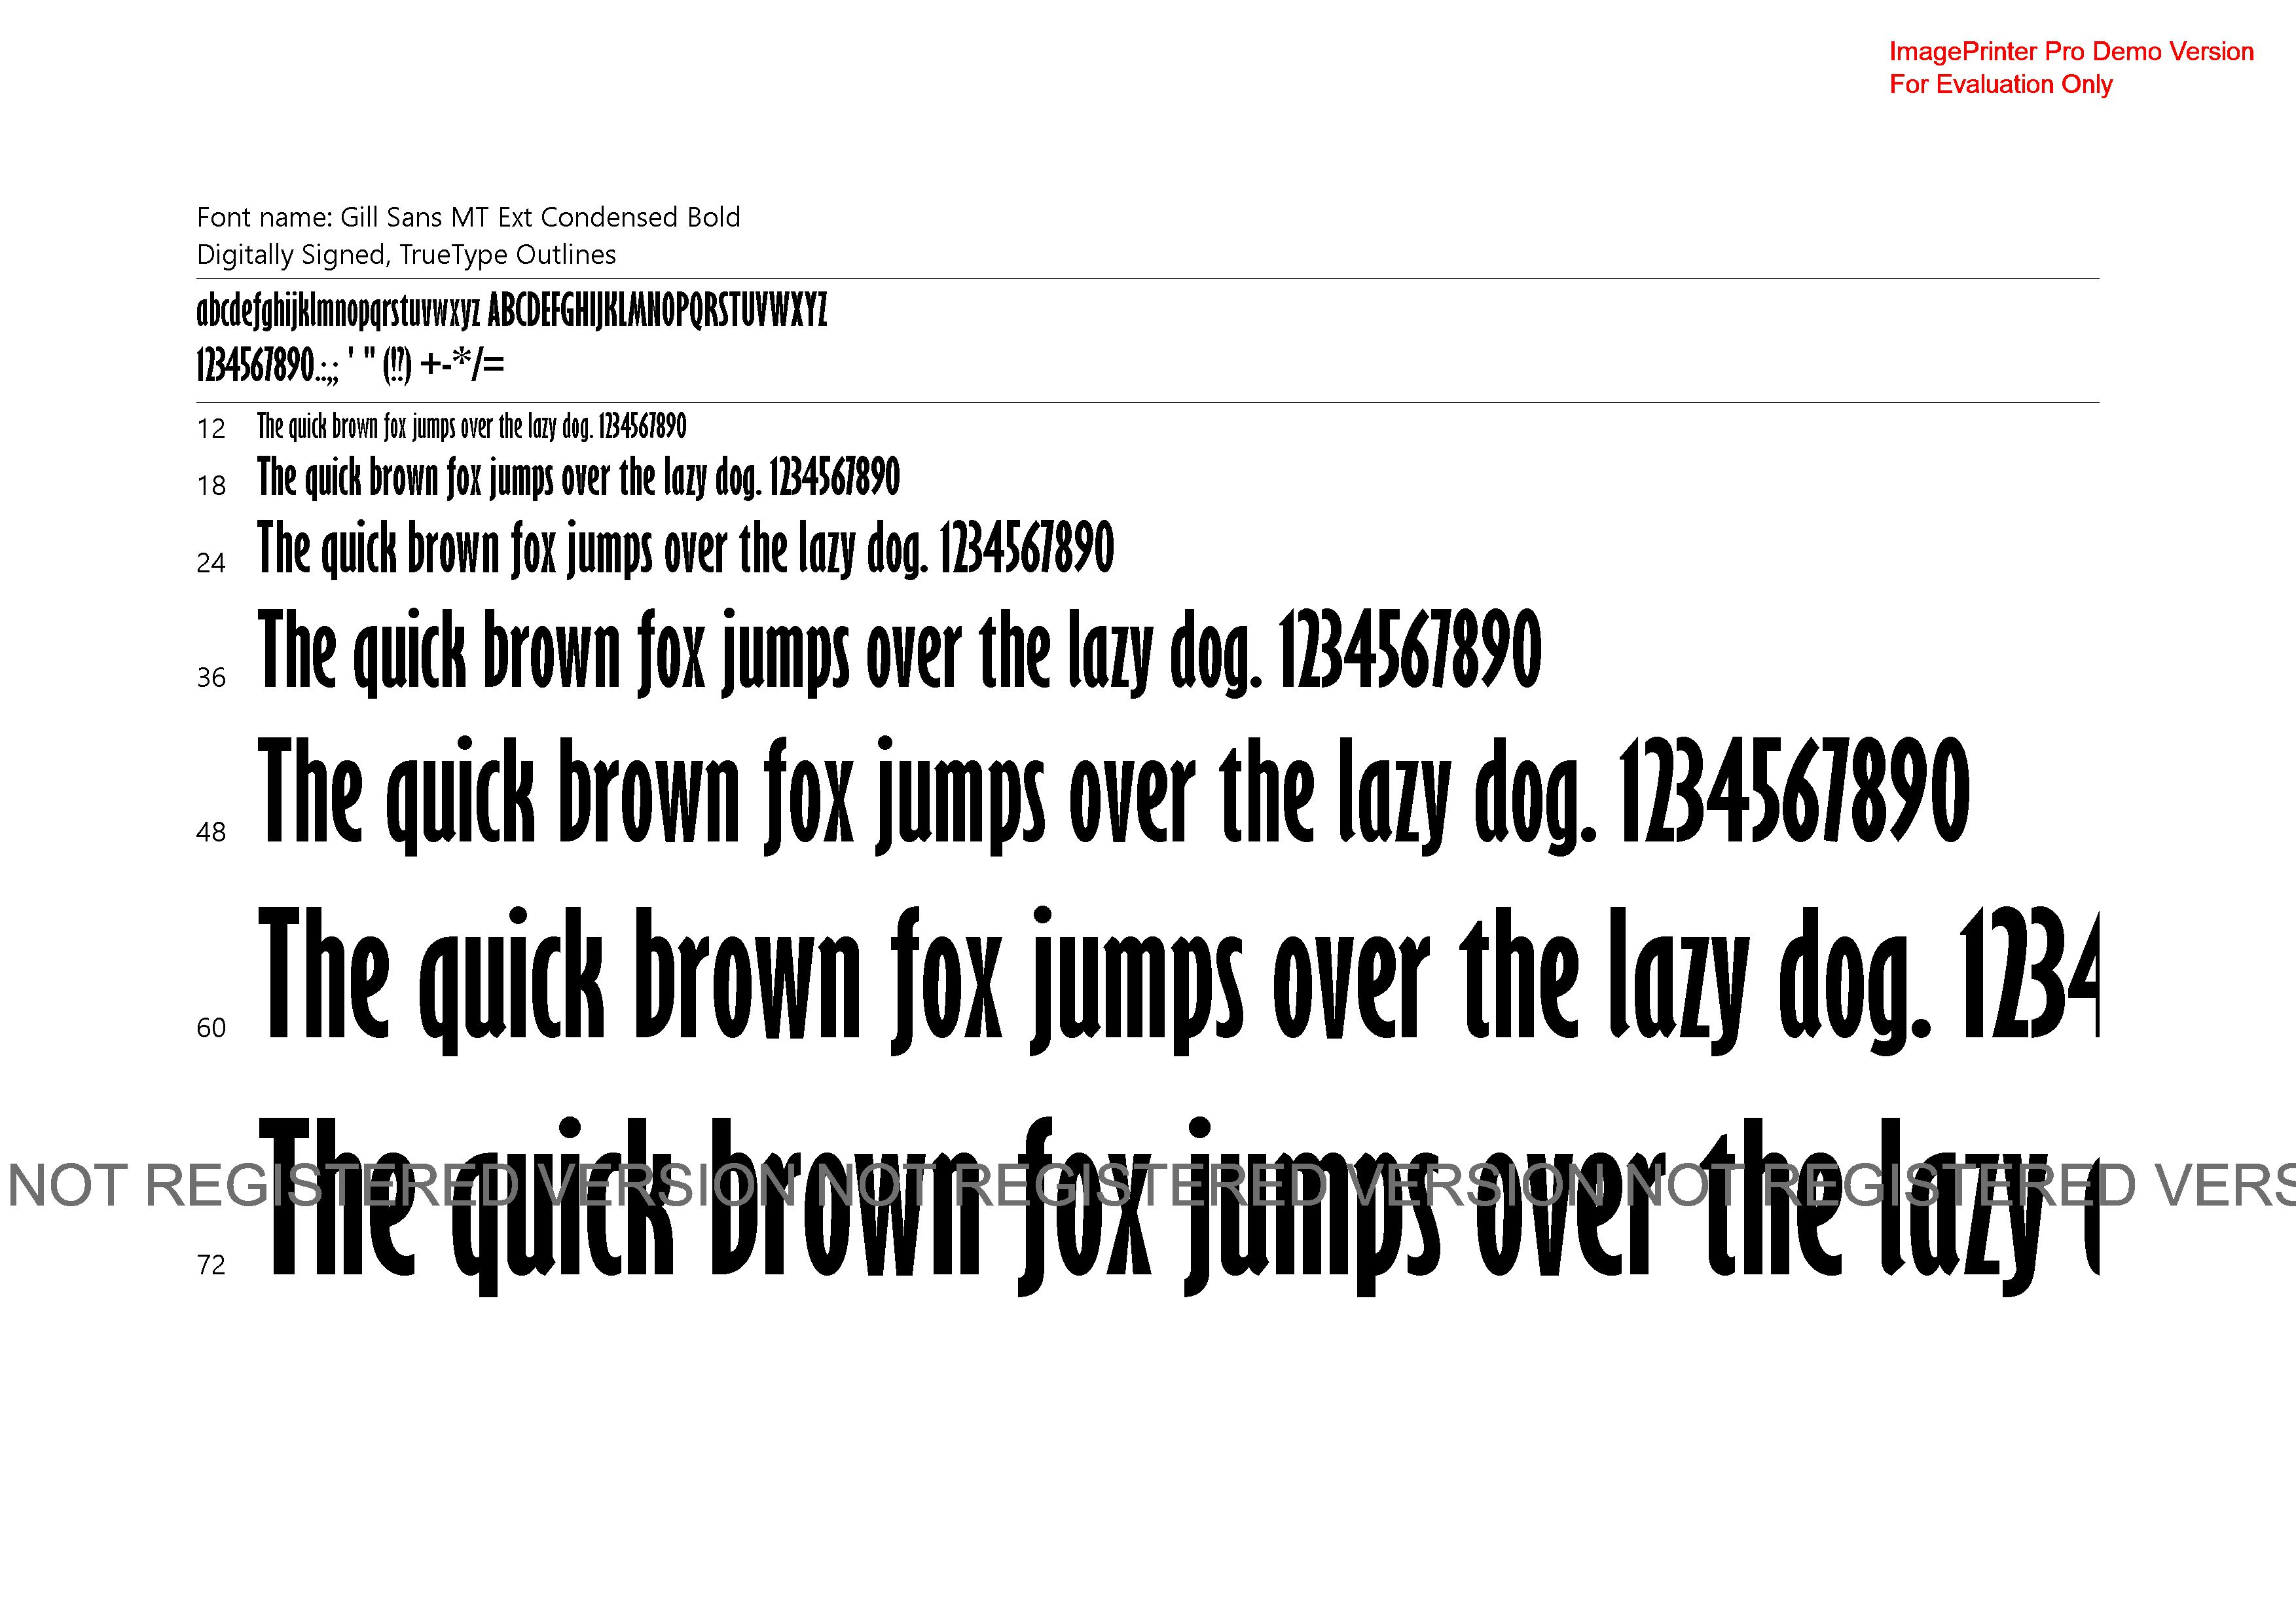 ImagePrinter Pro Demo Version
For Evaluation Only
Font name: Gill Sans MT Ext Condensed Bold
Digitally Signed, TrueType Outlines
abcdefghijklmnopqrstuvwxyz ABCDEFGHIJKLMNOPQRSTUVWXYZ
1234567890.:,; ' " (!?) +-*/=
12 The quick brown fox jumps over the lazy dog. 1234567890
18 The quick brown fox jumps over the lazy dog. 1234567890
24 The quick brown fox jumps over the lazy dog. 1234567890
36 The quick brown fox jumps over the lazy dog. 1234567890
48 The quick brown fox jumps over the lazy dog. 1234567890
60 The quick brown fox jumps over the lazy dog. 1234
NOT REGISTERED VERSION NOT REGISTERED VERSION NOT REGISTERED VERS
72 The quick brown fox jumps over the lazy